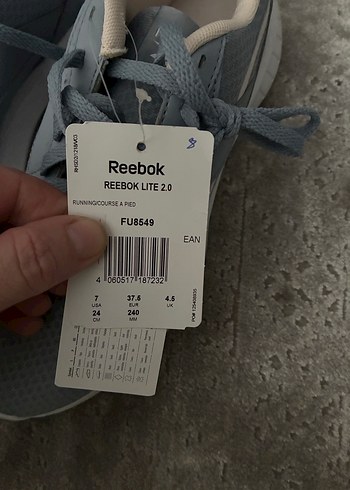 Reebok
REEBOK LITE 2.0
RUNNING/COURSE A PIED
FU8549
EAN
4 060517 187232
7 37.5 4.5
USA EUR UK
24 240
CM MM